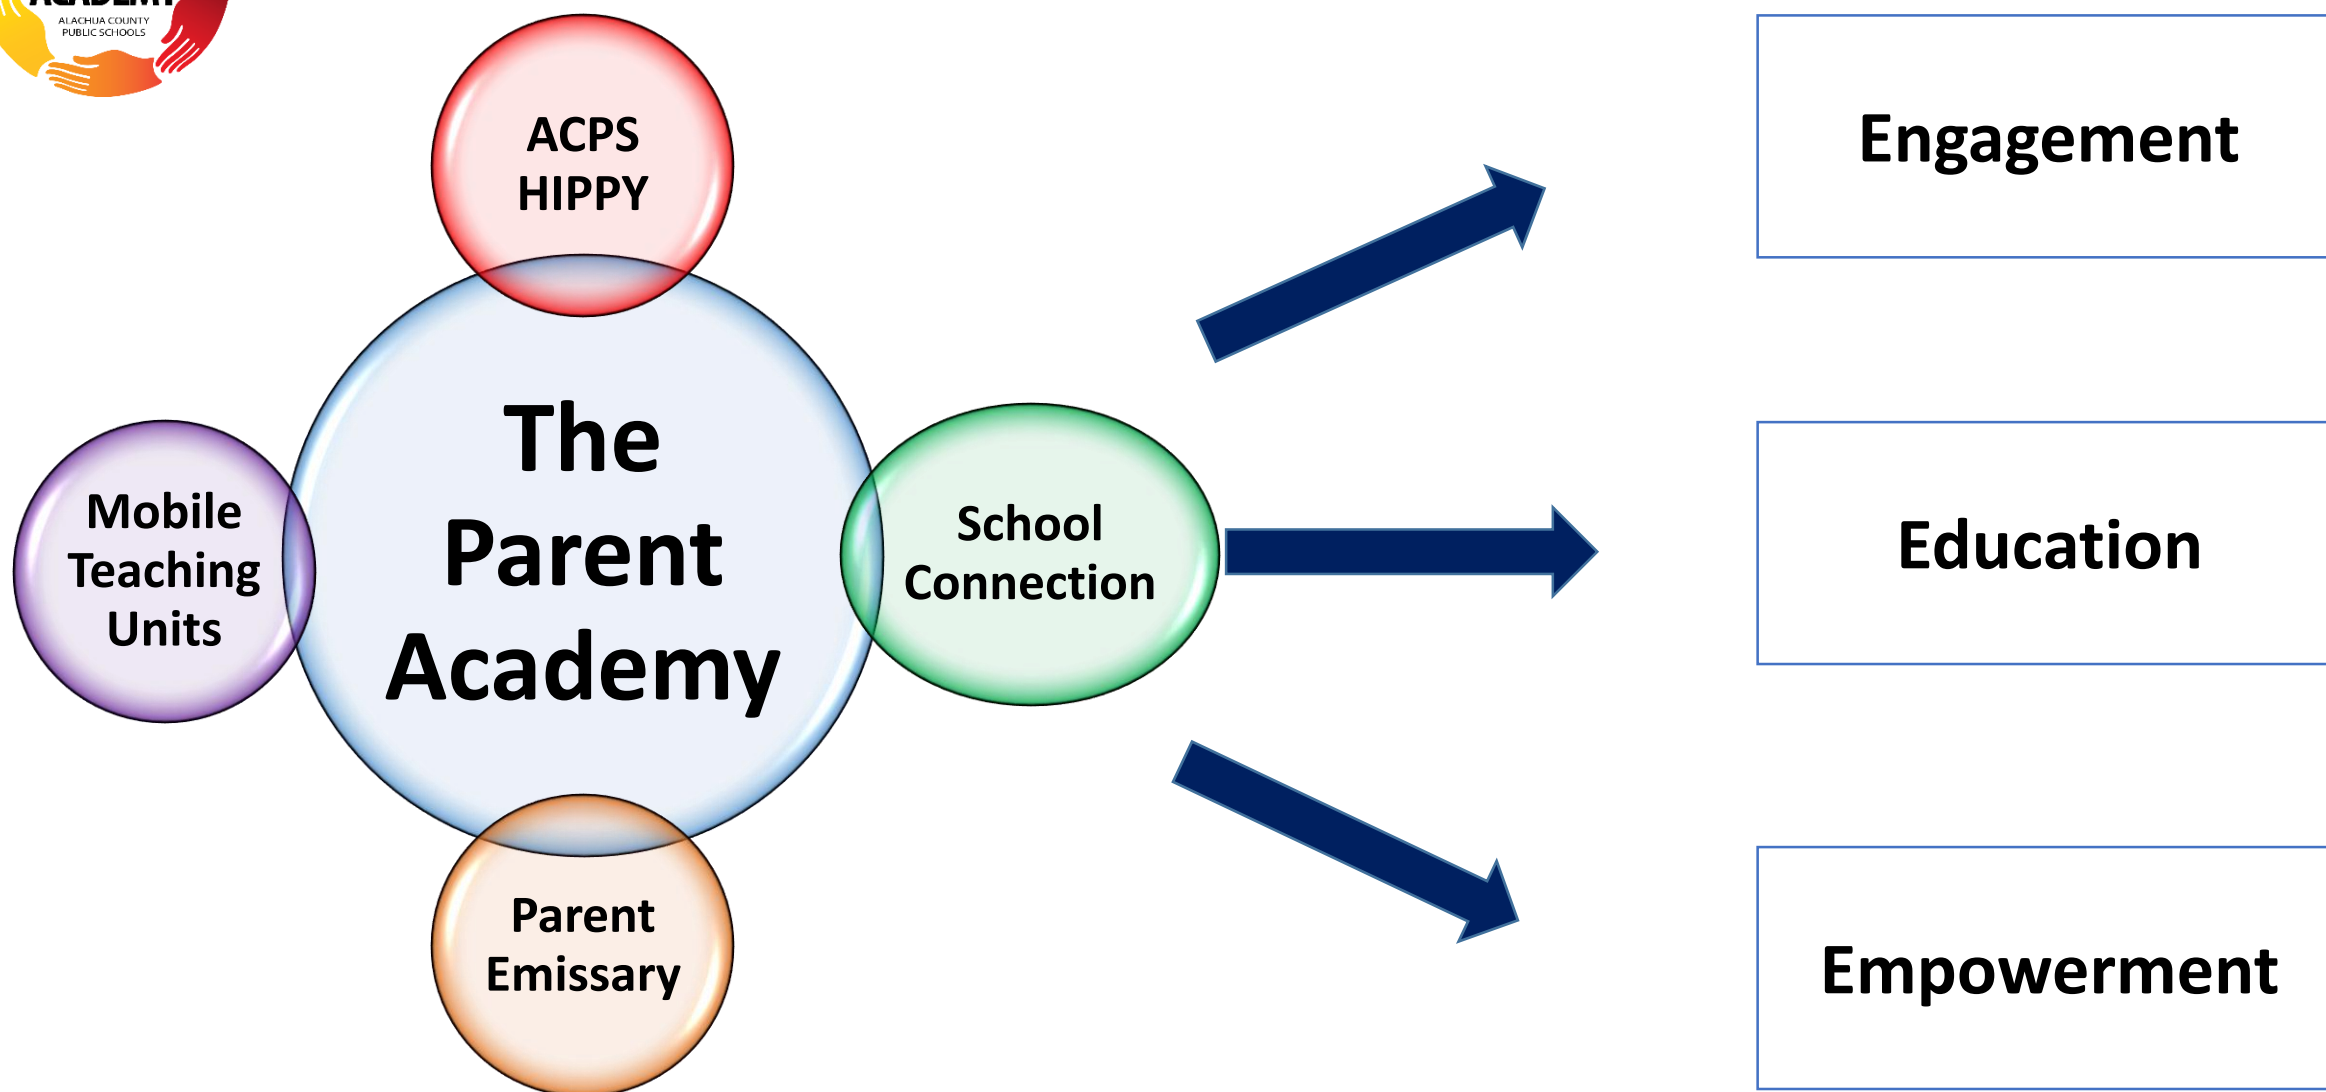 ACADEMY
ALACHUA COUNTY
PUBLIC SCHOOLS
ACPS
HIPPY
The
Parent
Academy
Mobile
Teaching
Units
School
Connection
Parent
Emissary
Engagement
Education
Empowerment